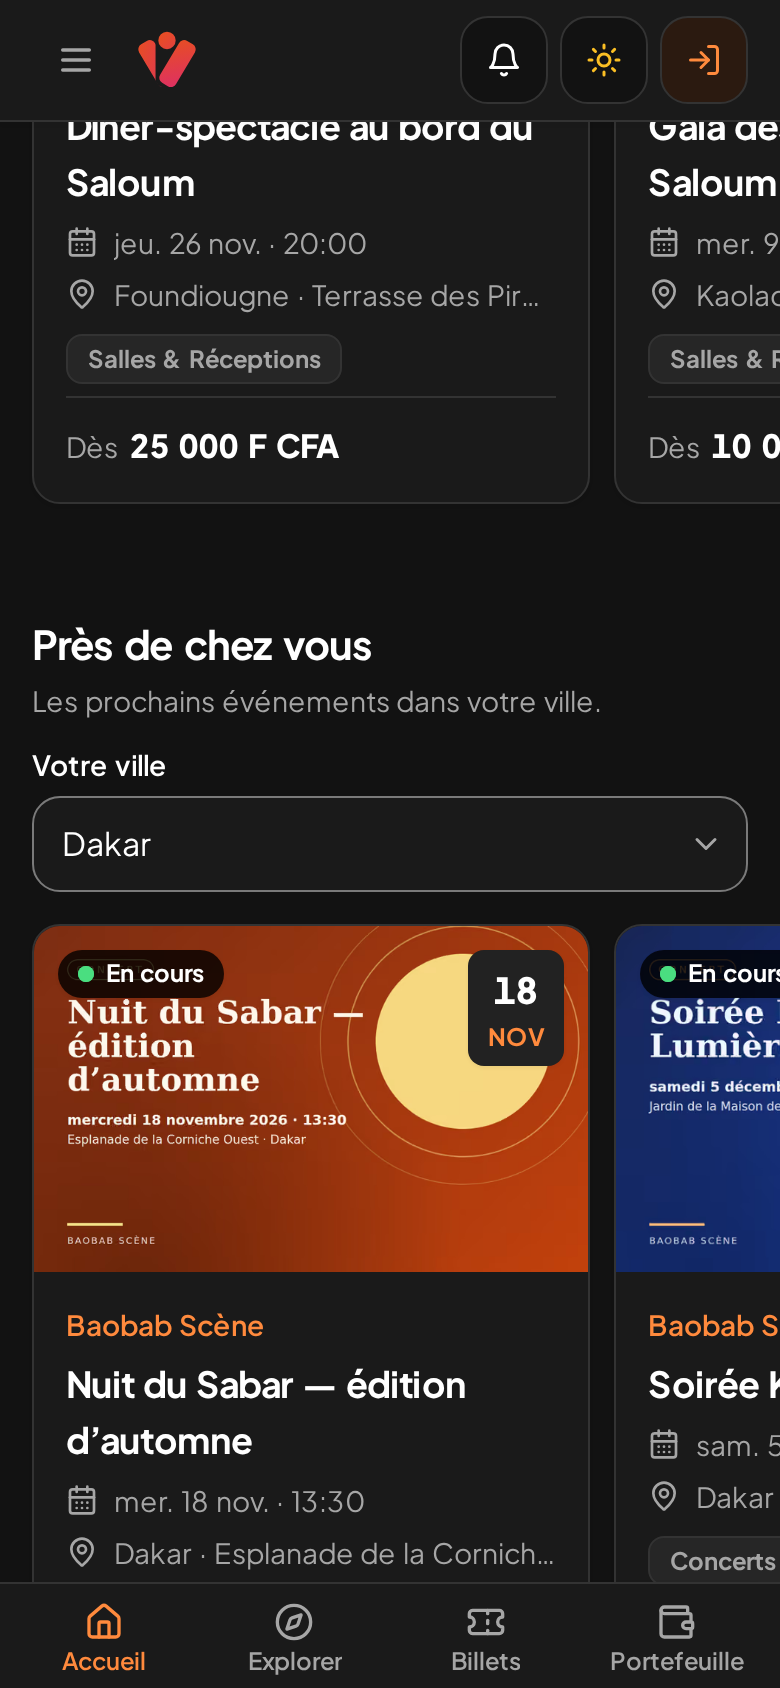 Dîner-spectacle au bord du
Saloum
jeu. 26 nov. · 20:00
Foundiougne · Terrasse des Pir...
Salles & Réceptions
Dès 25 000 F CFA
Gala des
Saloum
mer. 9
Kaolac
Salles & R
Dès 10 0
Près de chez vous
Les prochains événements dans votre ville.
Votre ville
Dakar
En cours
18
NOV
Nuit du Sabar —
édition
d’automne
mercredi 18 novembre 2026 · 13:30
Esplanade de la Corniche Ouest · Dakar
BAOBAB SCÈNE
Baobab Scène
Nuit du Sabar — édition
d’automne
mer. 18 nov. · 13:30
Dakar · Esplanade de la Cornich...
En cours
Soirée
Lumièr
samedi 5 décemb
Jardin de la Maison de
BAOBAB SCÈNE
Baobab S
Soirée K
sam. 5
Dakar
Concerts
Accueil
Explorer
Billets
Portefeuille